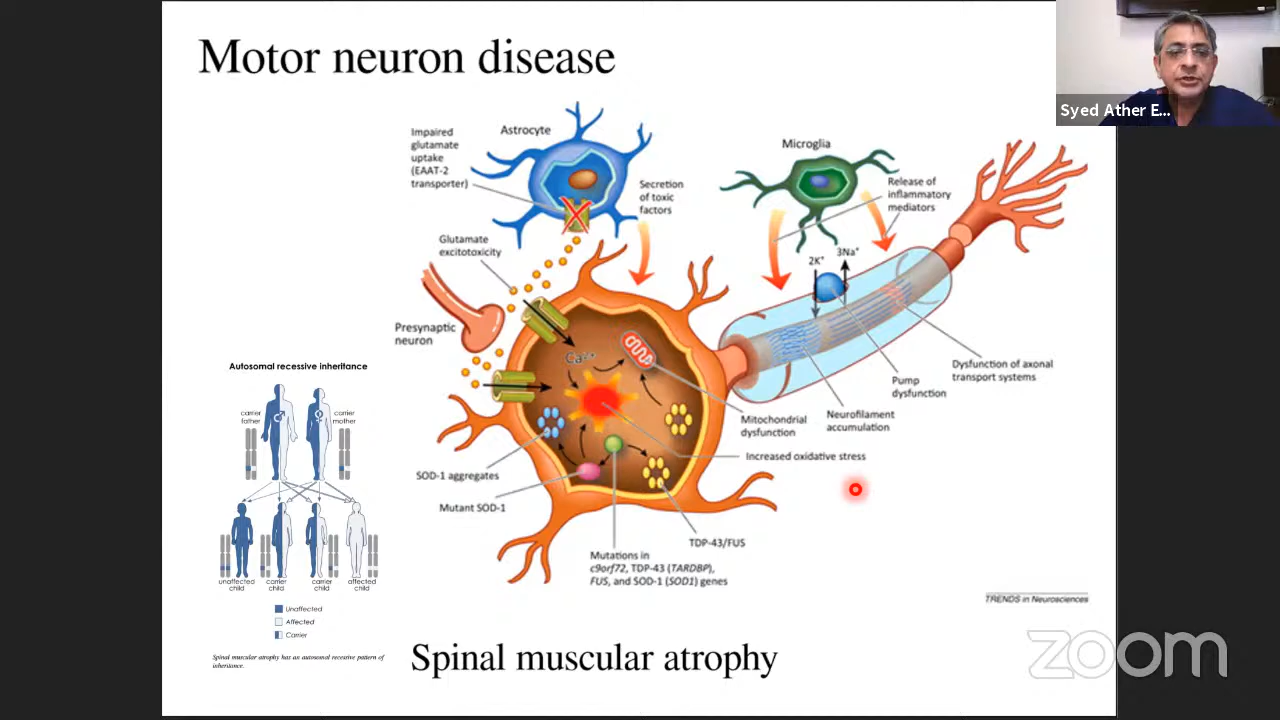 Motor neuron disease
Syed Ather E...
Impaired
glutamate
uptake
(EAAT-2
transporter)
Astrocyte
Secretion
of toxic
factors
Microglia
Release of
inflammatory
mediators
Glutamate
excitotoxicity
2K⁺
3Na⁺
Presynaptic
neuron
Ca²⁺
Dysfunction of axonal
transport systems
Pump
dysfunction
Neurofilament
accumulation
Mitochondrial
dysfunction
Increased oxidative stress
SOD-1 aggregates
Mutant SOD-1
TDP-43/FUS
Mutations in
c9orf72, TDP-43 (TARDBP),
FUS, and SOD-1 (SOD1) genes
TRENDS in Neurosciences
Autosomal recessive inheritance
carrier
father
carrier
mother
unaffected
child
carrier
child
carrier
child
affected
child
Unaffected
Affected
Carrier
Spinal muscular atrophy has an autosomal recessive pattern of
inheritance.
Spinal muscular atrophy
zoom